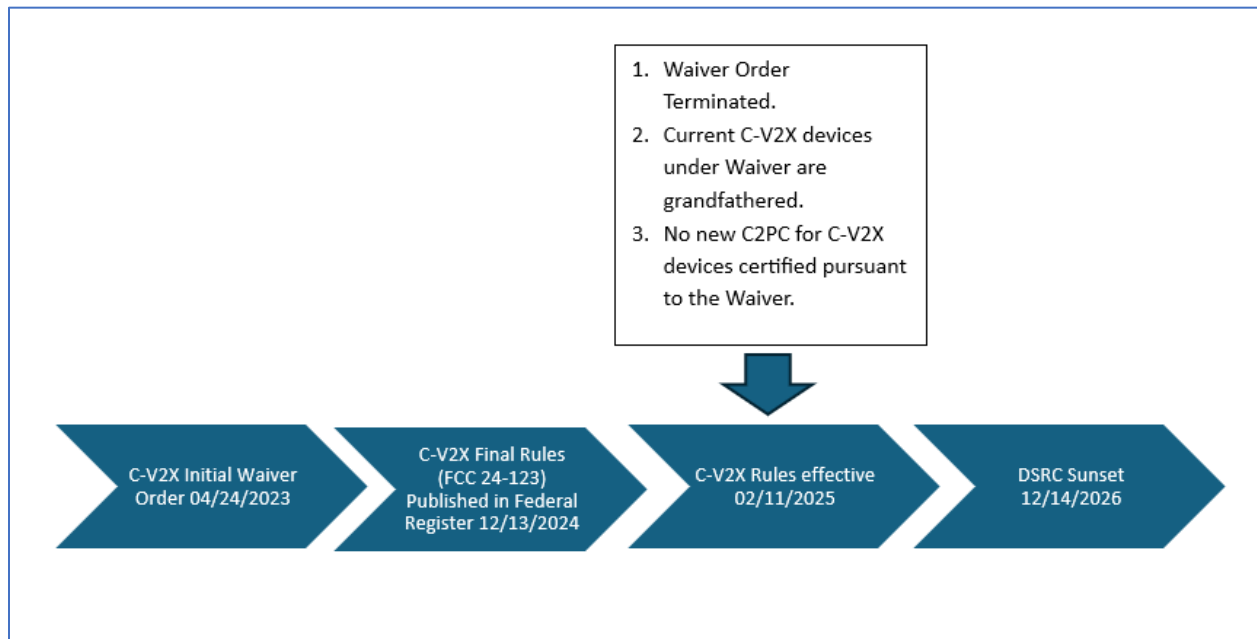 1. Waiver Order
Terminated.
2. Current C-V2X devices
under Waiver are
grandfathered.
3. No new C2PC for C-V2X
devices certified pursuant
to the Waiver.
C-V2X Initial Waiver
Order 04/24/2023
C-V2X Final Rules
(FCC 24-123)
Published in Federal
Register 12/13/2024
C-V2X Rules effective
02/11/2025
DSRC Sunset
12/14/2026